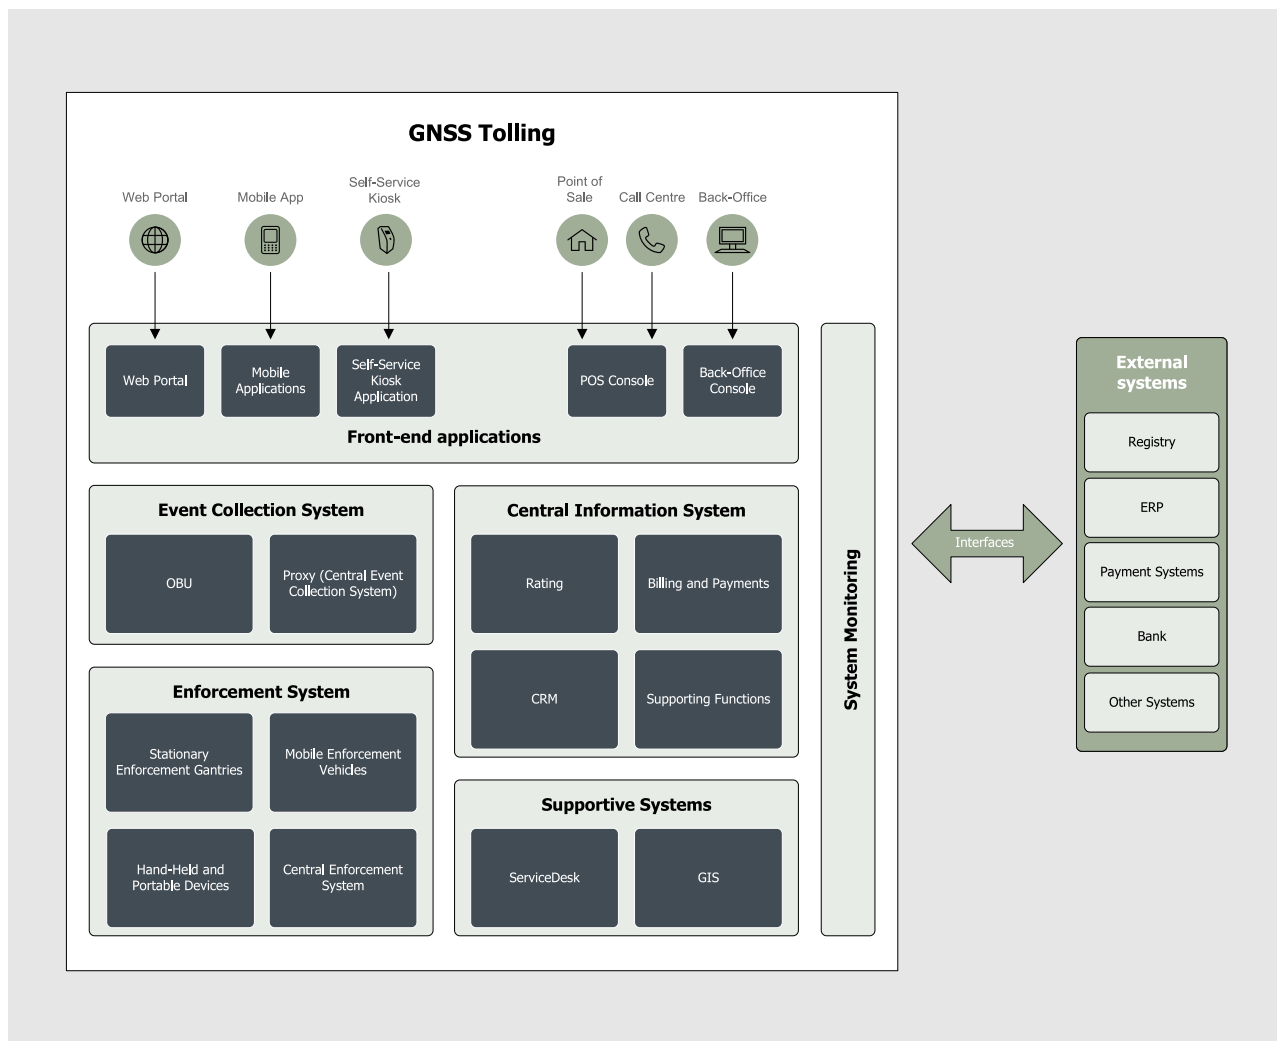 GNSS Tolling
Web Portal
Mobile App
Self-Service
Kiosk
Point of
Sale
Call Centre
Back-Office
Web Portal
Mobile
Applications
Self-Service
Kiosk
Application
POS Console
Back-Office
Console
Front-end applications
Event Collection System
OBU
Proxy (Central Event
Collection System)
Enforcement System
Stationary
Enforcement Gantries
Mobile Enforcement
Vehicles
Hand-Held and
Portable Devices
Central Enforcement
System
Central Information System
Rating
Billing and Payments
CRM
Supporting Functions
Supportive Systems
ServiceDesk
GIS
System Monitoring
Interfaces
External
systems
Registry
ERP
Payment Systems
Bank
Other Systems